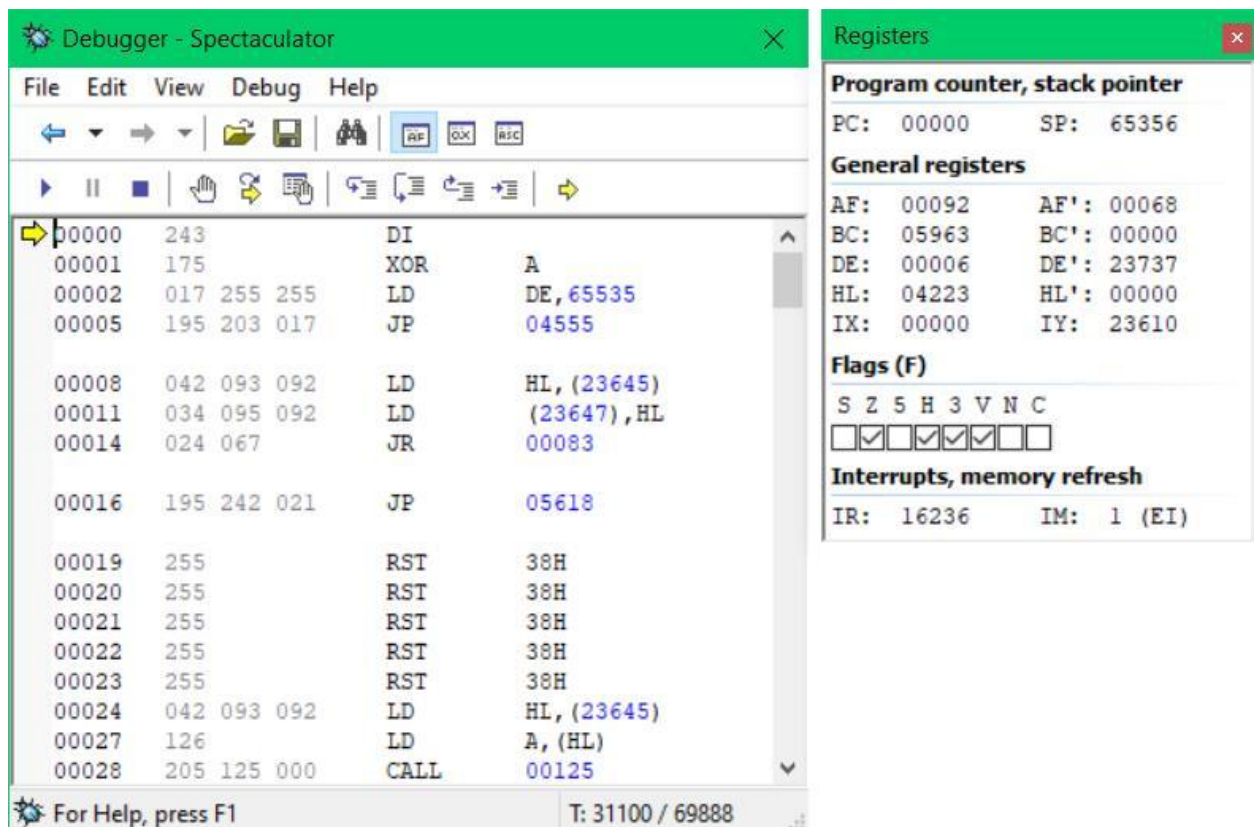 Debugger - Spectaculator
File Edit View Debug Help
AF 0X ASC
00000 243 DI
00001 175 XOR A
00002 017 255 255 LD DE,65535
00005 195 203 017 JP 04555
00008 042 093 092 LD HL,(23645)
00011 034 095 092 LD (23647),HL
00014 024 067 JR 00083
00016 195 242 021 JP 05618
00019 255 RST 38H
00020 255 RST 38H
00021 255 RST 38H
00022 255 RST 38H
00023 255 RST 38H
00024 042 093 092 LD HL,(23645)
00027 126 LD A,(HL)
00028 205 125 000 CALL 00125
For Help, press F1 T: 31100 / 69888
Registers
Program counter, stack pointer
PC: 00000 SP: 65356
General registers
AF: 00092 AF': 00068
BC: 05963 BC': 00000
DE: 00006 DE': 23737
HL: 04223 HL': 00000
IX: 00000 IY: 23610
Flags (F)
S Z 5 H 3 V N C
Interrupts, memory refresh
IR: 16236 IM: 1 (EI)